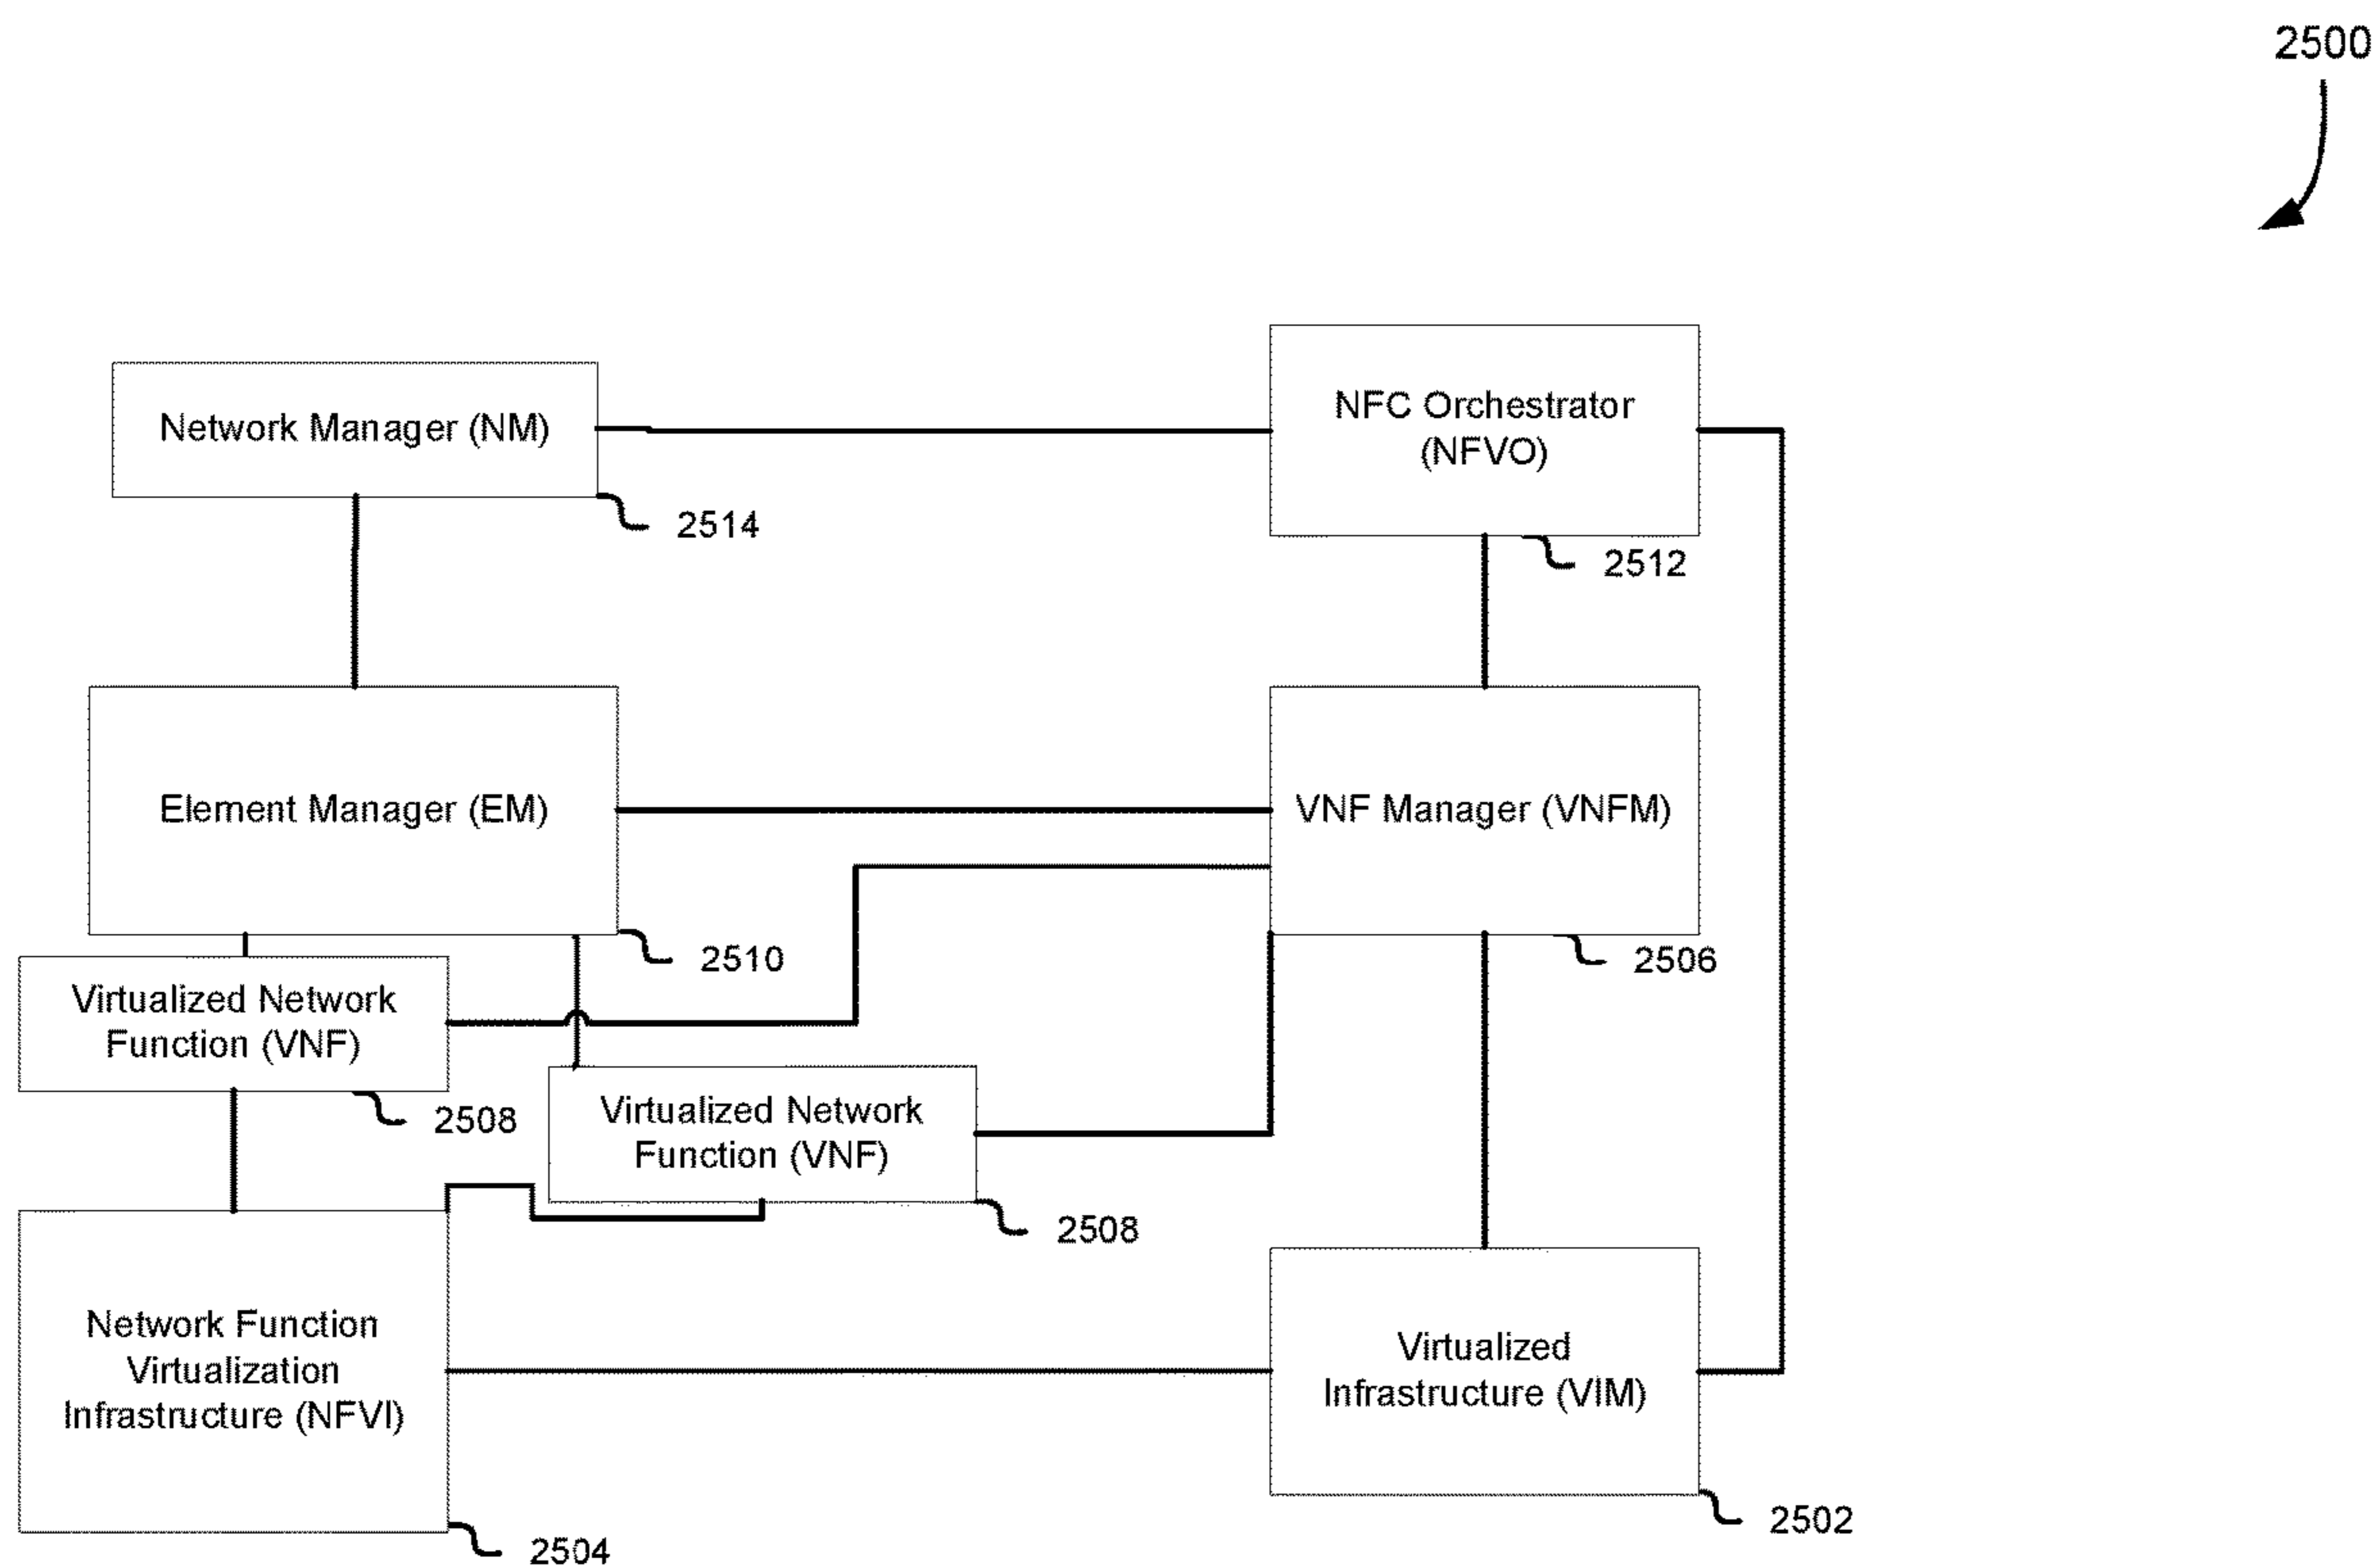 2500
Network Manager (NM)
2514
NFC Orchestrator
(NFVO)
2512
Element Manager (EM)
2510
VNF Manager (VNFM)
2506
Virtualized Network
Function (VNF)
2508
Virtualized Network
Function (VNF)
2508
Network Function
Virtualization
Infrastructure (NFVI)
2504
Virtualized
Infrastructure (VIM)
2502